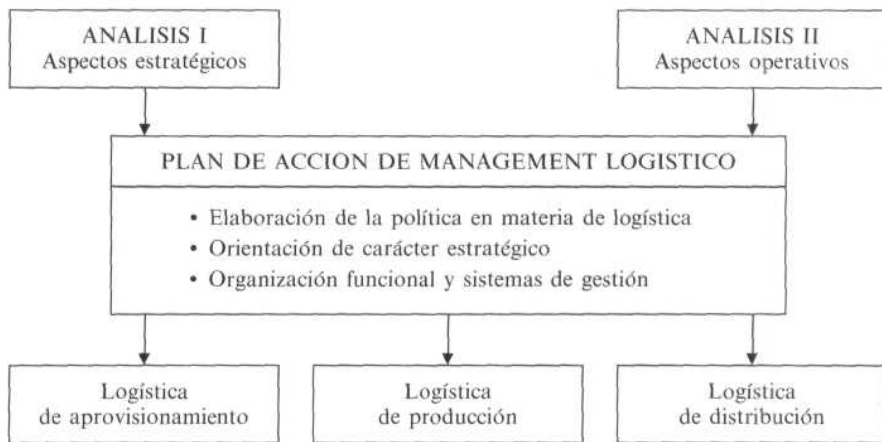 ANALISIS I
Aspectos estratégicos
ANALISIS II
Aspectos operativos
PLAN DE ACCION DE MANAGEMENT LOGISTICO
• Elaboración de la política en materia de logística
• Orientación de carácter estratégico
• Organización funcional y sistemas de gestión
Logística
de aprovisionamiento
Logística
de producción
Logística
de distribución